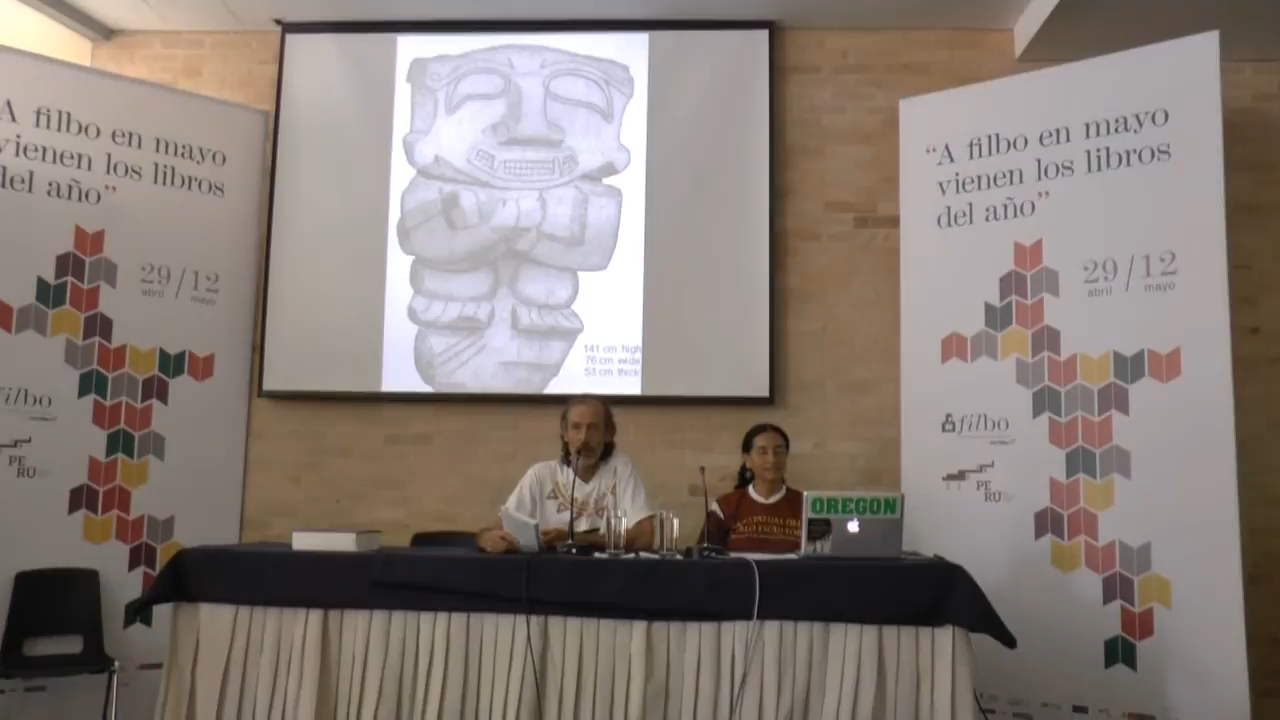 A filbo en mayo
vienen los libros
del año”
29/12
abril mayo
filbo
PE
RÚ
141 cm. high
76 cm. wide
53 cm. thick
OREGON
“A filbo en mayo
vienen los libros
del año”
29/12
abril mayo
filbo
PE
RÚ